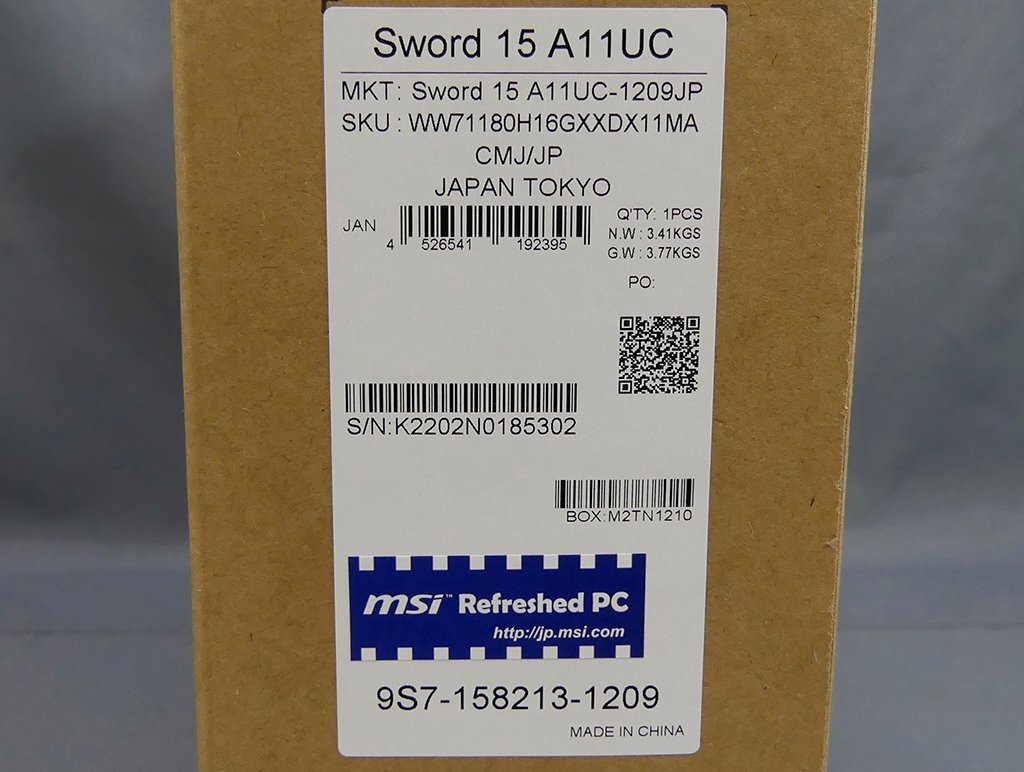 Sword 15 A11UC
MKT: Sword 15 A11UC-1209JP
SKU : WW71180H16GXXDX11MA
CMJ/JP
JAPAN TOKYO
JAN
4 526541 192395
Q'TY: 1PCS
N.W : 3.41KGS
G.W : 3.77KGS
PO:
S/N:K2202N0185302
BOX:M2TN1210
msi™ Refreshed PC
http://jp.msi.com
9S7-158213-1209
MADE IN CHINA